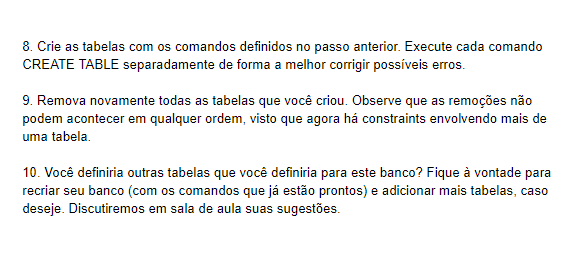 8. Crie as tabelas com os comandos definidos no passo anterior. Execute cada comando
CREATE TABLE separadamente de forma a melhor corrigir possíveis erros.
9. Remova novamente todas as tabelas que você criou. Observe que as remoções não
podem acontecer em qualquer ordem, visto que agora há constraints envolvendo mais de
uma tabela.
10. Você definiria outras tabelas que você definiria para este banco? Fique à vontade para
recriar seu banco (com os comandos que já estão prontos) e adicionar mais tabelas, caso
deseje. Discutiremos em sala de aula suas sugestões.